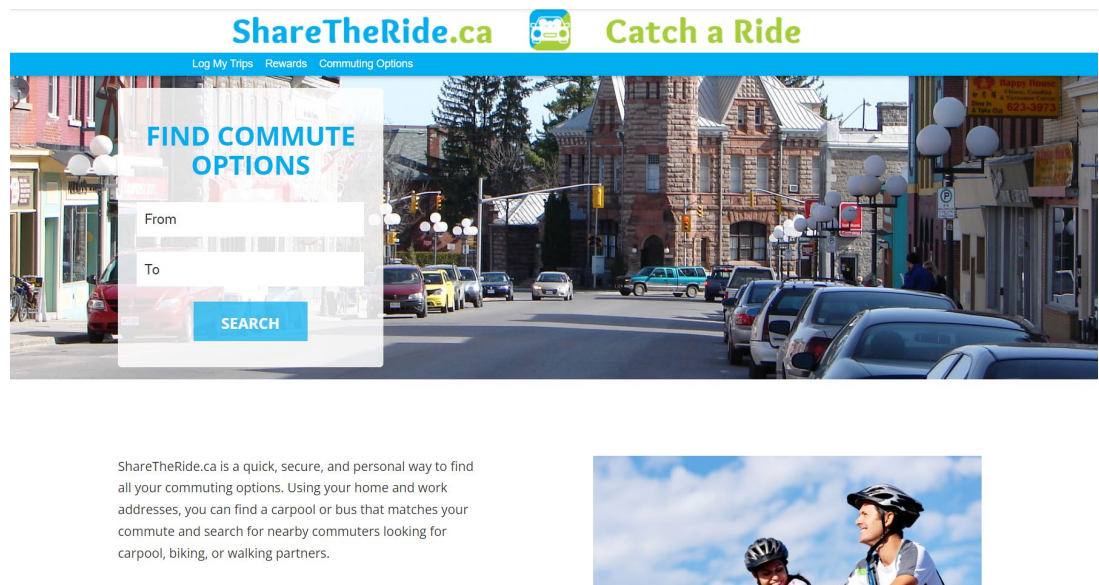 ShareTheRide.ca Catch a Ride
Log My Trips Rewards Commuting Options
FIND COMMUTE
OPTIONS
From
To
SEARCH
Happy House
623-3973
P
ShareTheRide.ca is a quick, secure, and personal way to find
all your commuting options. Using your home and work
addresses, you can find a carpool or bus that matches your
commute and search for nearby commuters looking for
carpool, biking, or walking partners.